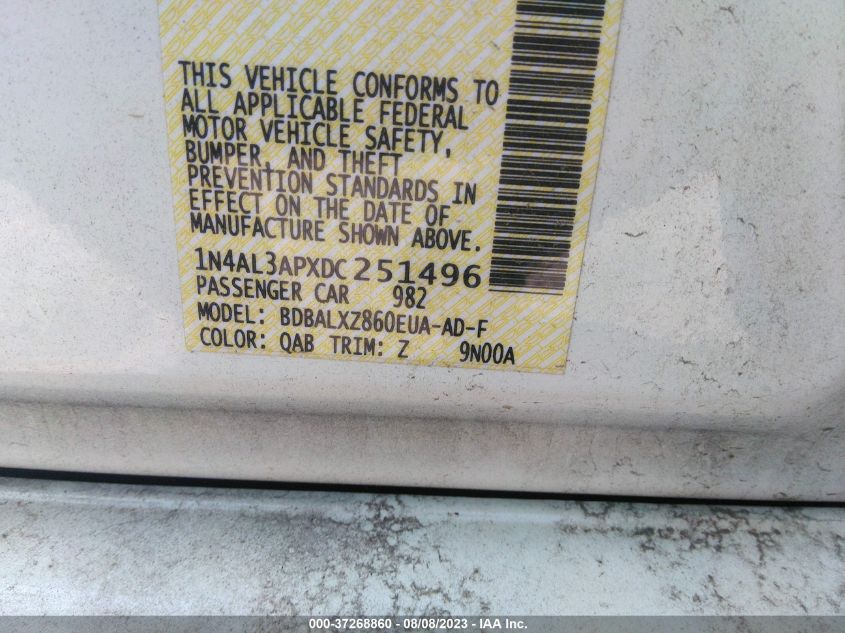 THIS VEHICLE CONFORMS TO
ALL APPLICABLE FEDERAL
MOTOR VEHICLE SAFETY,
BUMPER, AND THEFT
PREVENTION STANDARDS IN
EFFECT ON THE DATE OF
MANUFACTURE SHOWN ABOVE.
1N4AL3APXDC251496
PASSENGER CAR 982
MODEL: BDBALXZ860EUA-AD-F
COLOR: QAB TRIM: Z 9N00A
000-37268860 - 08/08/2023 - IAA Inc.